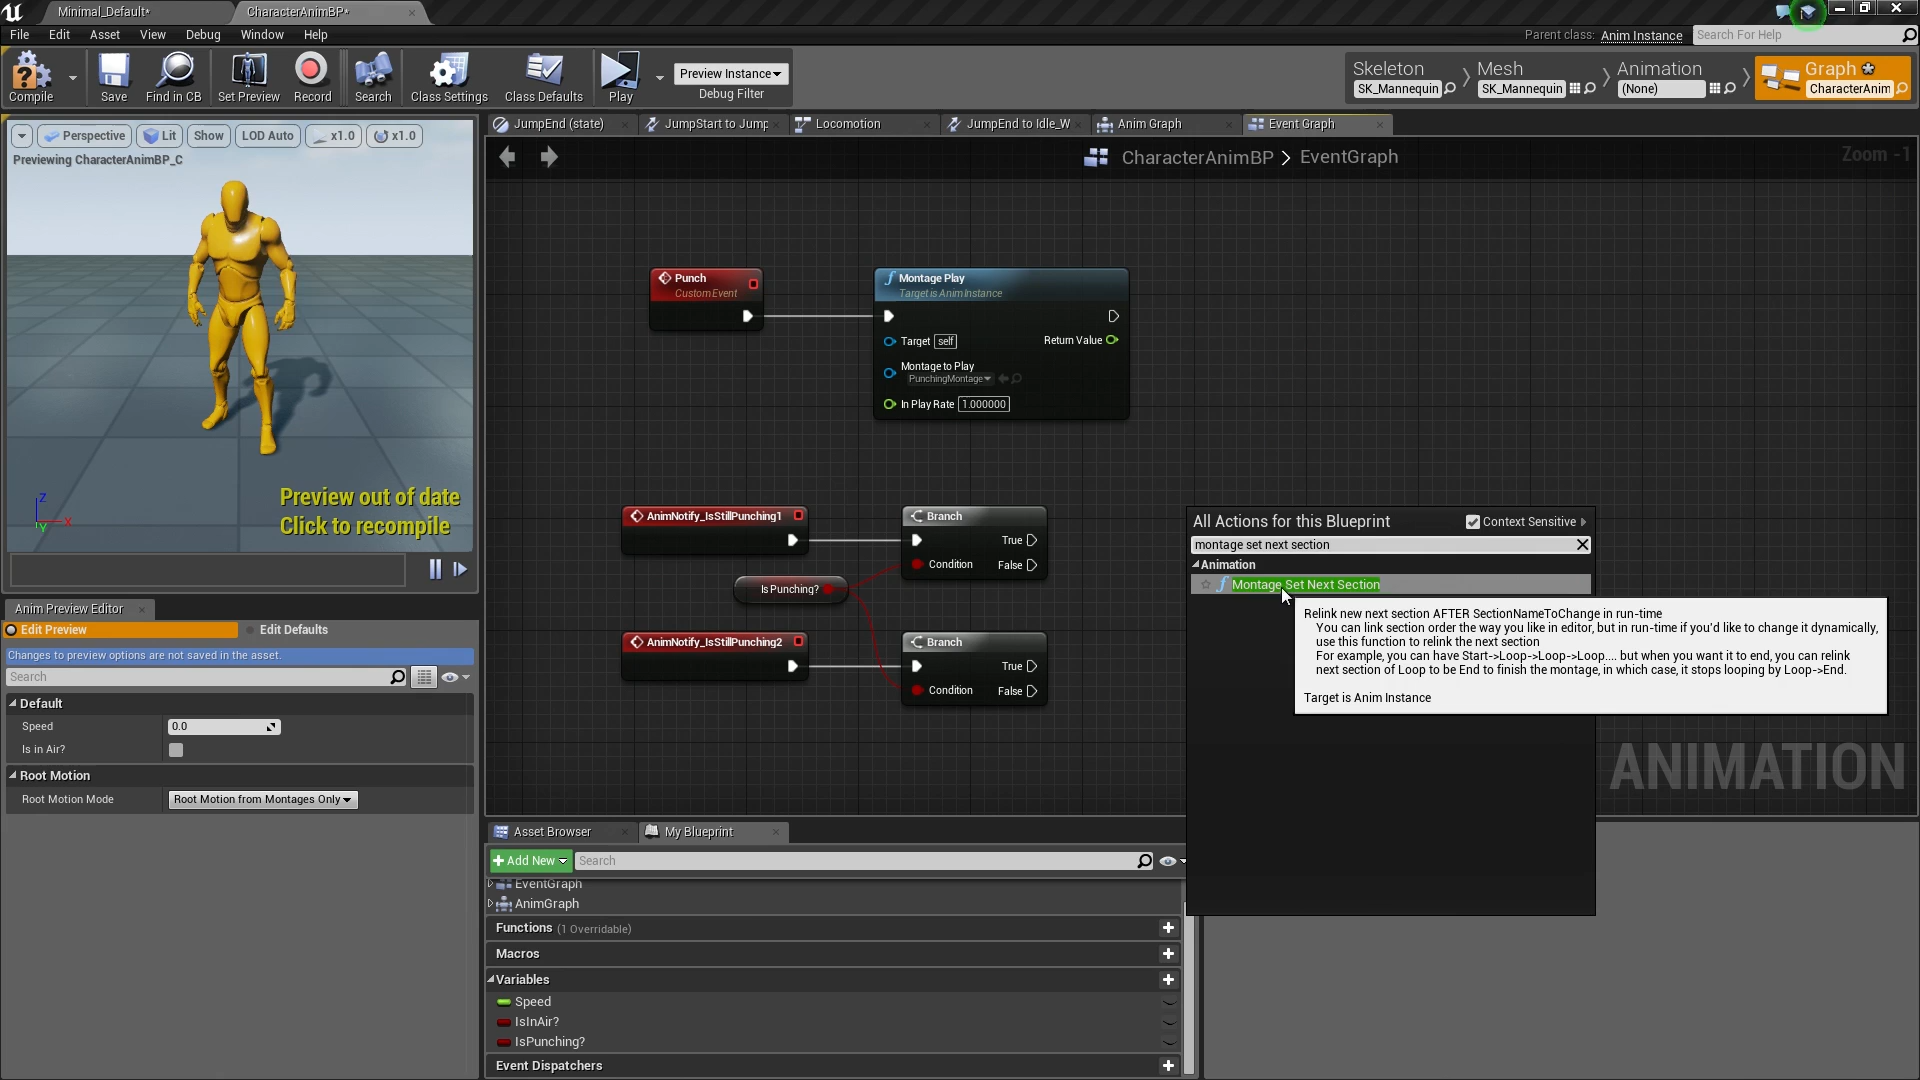 Minimal_Default*
CharacterAnimBP*
File Edit Asset View Debug Window Help
Parent class: Anim Instance
Search For Help
Compile
Save
Find in CB
Set Preview
Record
Search
Class Settings
Class Defaults
Play
Preview Instance
Debug Filter
Skeleton
SK_Mannequin
Mesh
SK_Mannequin
Animation
(None)
Graph
CharacterAnim
Perspective
Lit
Show
LOD Auto
x1.0
x1.0
Previewing CharacterAnimBP_C
Preview out of date
Click to recompile
Z
X
Y
JumpEnd (state)
JumpStart to Jump
Locomotion
JumpEnd to Idle_W
Anim Graph
Event Graph
CharacterAnimBP > EventGraph
Zoom -1
Punch
CustomEvent
Montage Play
Target is Anim Instance
Target self
Return Value
Montage to Play
PunchingMontage
In Play Rate 1.000000
AnimNotify_IsStillPunching1
Branch
True
Condition False
Is Punching?
AnimNotify_IsStillPunching2
Branch
True
Condition False
All Actions for this Blueprint
Context Sensitive
montage set next section
Animation
f Montage Set Next Section
Relink new next section AFTER SectionNameToChange in run-time
You can link section order the way you like in editor, but in run-time if you'd like to change it dynamically,
use this function to relink the next section
For example, you can have Start->Loop->Loop->Loop.... but when you want it to end, you can relink
next section of Loop to be End to finish the montage, in which case, it stops looping by Loop->End.
Target is Anim Instance
ANIMATION
Anim Preview Editor
Edit Preview
Edit Defaults
Changes to preview options are not saved in the asset.
Search
Default
Speed 0.0
Is in Air?
Root Motion
Root Motion Mode Root Motion from Montages Only
Asset Browser
My Blueprint
+ Add New
Search
EventGraph
AnimGraph
Functions (1 Overridable)
Macros
Variables
Speed
IsInAir?
IsPunching?
Event Dispatchers